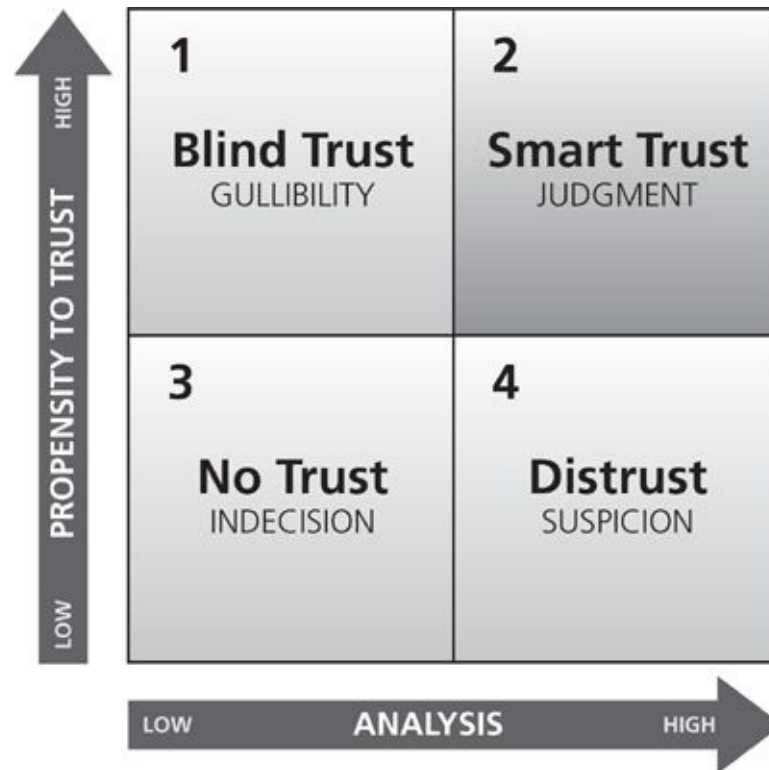 HIGH
PROPENSITY TO TRUST
LOW
1
Blind Trust
GULLIBILITY
2
Smart Trust
JUDGMENT
3
No Trust
INDECISION
4
Distrust
SUSPICION
LOW
ANALYSIS
HIGH